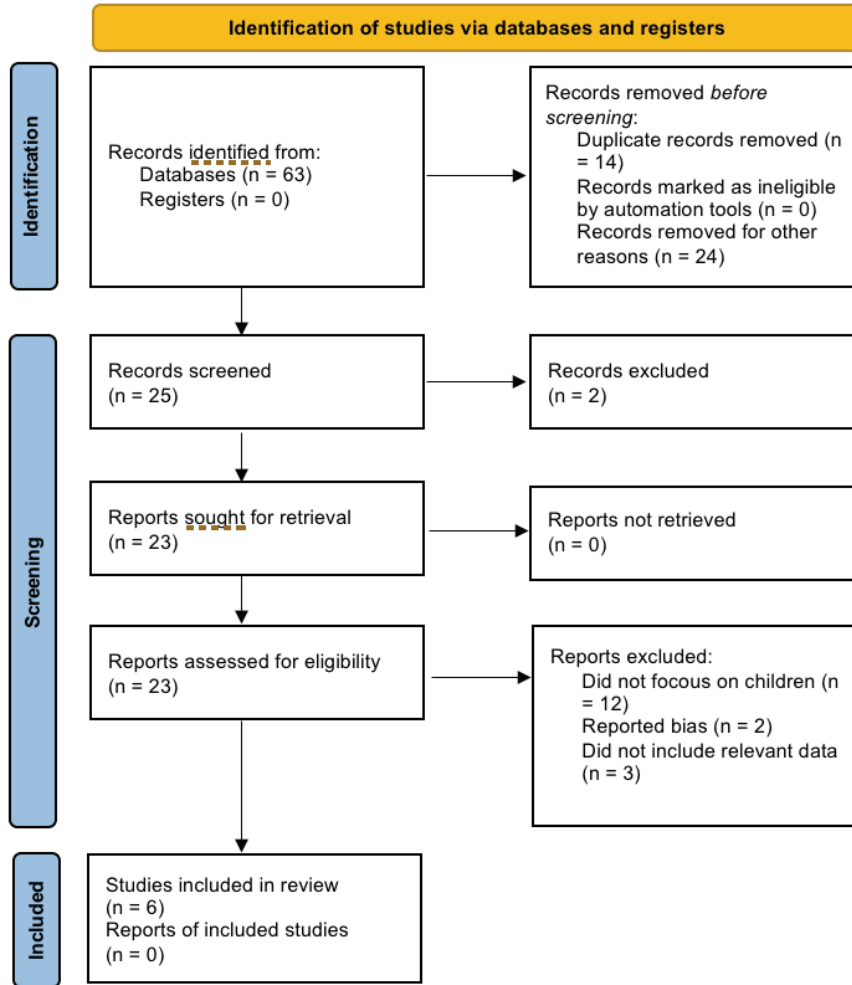 Identification of studies via databases and registers
Identification
Records identified from:
Databases (n = 63)
Registers (n = 0)
Records removed before
screening:
Duplicate records removed (n
= 14)
Records marked as ineligible
by automation tools (n = 0)
Records removed for other
reasons (n = 24)
Screening
Records screened
(n = 25)
Records excluded
(n = 2)
Reports sought for retrieval
(n = 23)
Reports not retrieved
(n = 0)
Reports assessed for eligibility
(n = 23)
Reports excluded:
Did not focous on children (n
= 12)
Reported bias (n = 2)
Did not include relevant data
(n = 3)
Included
Studies included in review
(n = 6)
Reports of included studies
(n = 0)